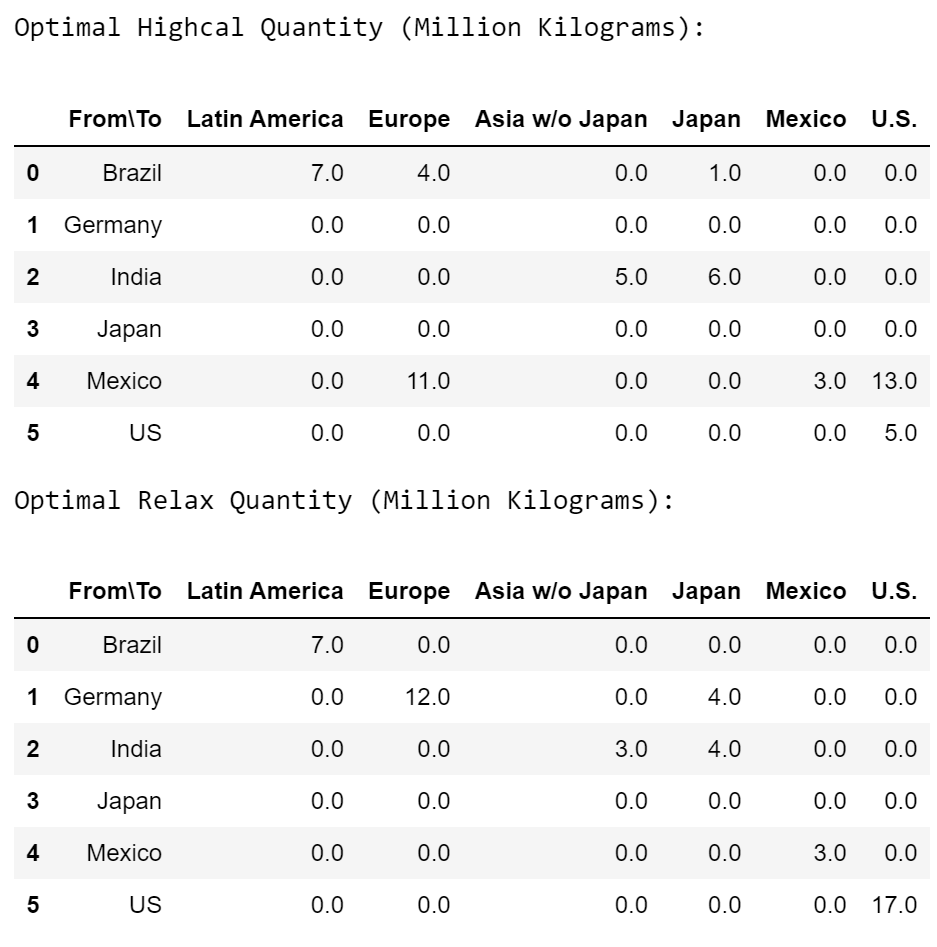 Optimal Highcal Quantity (Million Kilograms):
From\To Latin America Europe Asia w/o Japan Japan Mexico U.S.
0 Brazil 7.0 4.0 0.0 1.0 0.0 0.0
1 Germany 0.0 0.0 0.0 0.0 0.0 0.0
2 India 0.0 0.0 5.0 6.0 0.0 0.0
3 Japan 0.0 0.0 0.0 0.0 0.0 0.0
4 Mexico 0.0 11.0 0.0 0.0 3.0 13.0
5 US 0.0 0.0 0.0 0.0 0.0 5.0
Optimal Relax Quantity (Million Kilograms):
From\To Latin America Europe Asia w/o Japan Japan Mexico U.S.
0 Brazil 7.0 0.0 0.0 0.0 0.0 0.0
1 Germany 0.0 12.0 0.0 4.0 0.0 0.0
2 India 0.0 0.0 3.0 4.0 0.0 0.0
3 Japan 0.0 0.0 0.0 0.0 0.0 0.0
4 Mexico 0.0 0.0 0.0 0.0 3.0 0.0
5 US 0.0 0.0 0.0 0.0 0.0 17.0